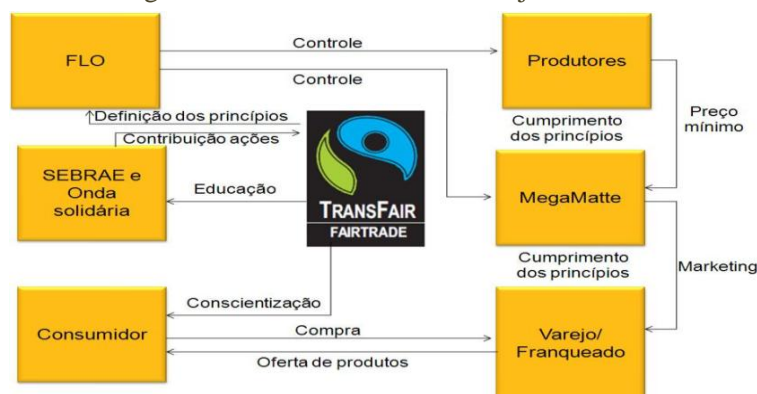 Controle
FLO
Produtores
Controle
Definição dos princípios
Contribuição ações
Cumprimento
dos princípios
Preço
mínimo
SEBRAE e
Onda
solidária
Educação
TRANSFAIR
FAIRTRADE
MegaMatte
Cumprimento
dos princípios
Marketing
Conscientização
Consumidor
Compra
Oferta de produtos
Varejo/
Franqueado